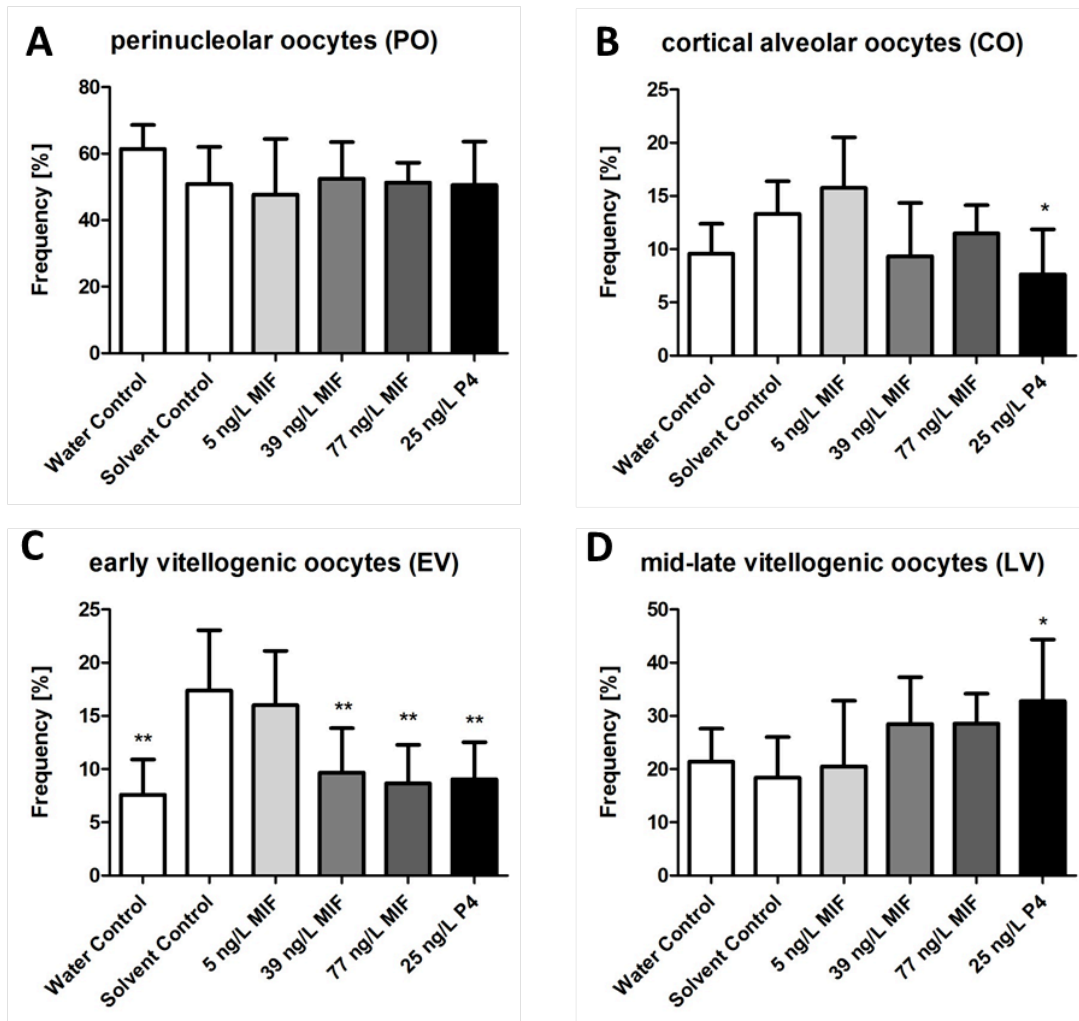 A perinucleolar oocytes (PO)
Frequency [%]
80
60
40
20
0
Water Control
Solvent Control
5 ng/L MIF
39 ng/L MIF
77 ng/L MIF
25 ng/L P4
B cortical alveolar oocytes (CO)
Frequency [%]
25
20
15
10
5
0
*
Water Control
Solvent Control
5 ng/L MIF
39 ng/L MIF
77 ng/L MIF
25 ng/L P4
C early vitellogenic oocytes (EV)
Frequency [%]
25
20
15
10
5
0
** ** ** **
Water Control
Solvent Control
5 ng/L MIF
39 ng/L MIF
77 ng/L MIF
25 ng/L P4
D mid-late vitellogenic oocytes (LV)
Frequency [%]
50
40
30
20
10
0
*
Water Control
Solvent Control
5 ng/L MIF
39 ng/L MIF
77 ng/L MIF
25 ng/L P4